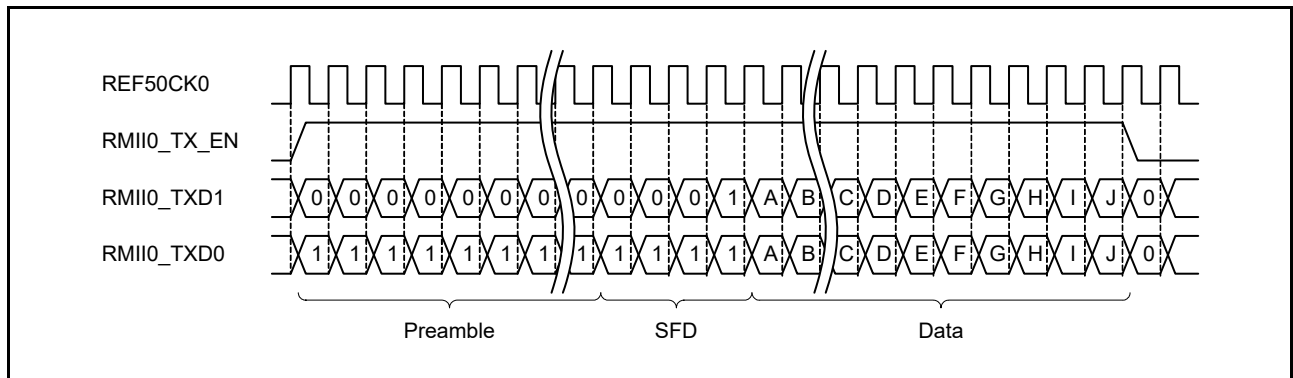 REF50CK0
RMII0_TX_EN
RMII0_TXD1 0 0 0 0 0 0 0 0 0 0 0 1 A B C D E F G H I J 0
RMII0_TXD0 1 1 1 1 1 1 1 1 1 1 1 1 A B C D E F G H I J 0
Preamble SFD Data